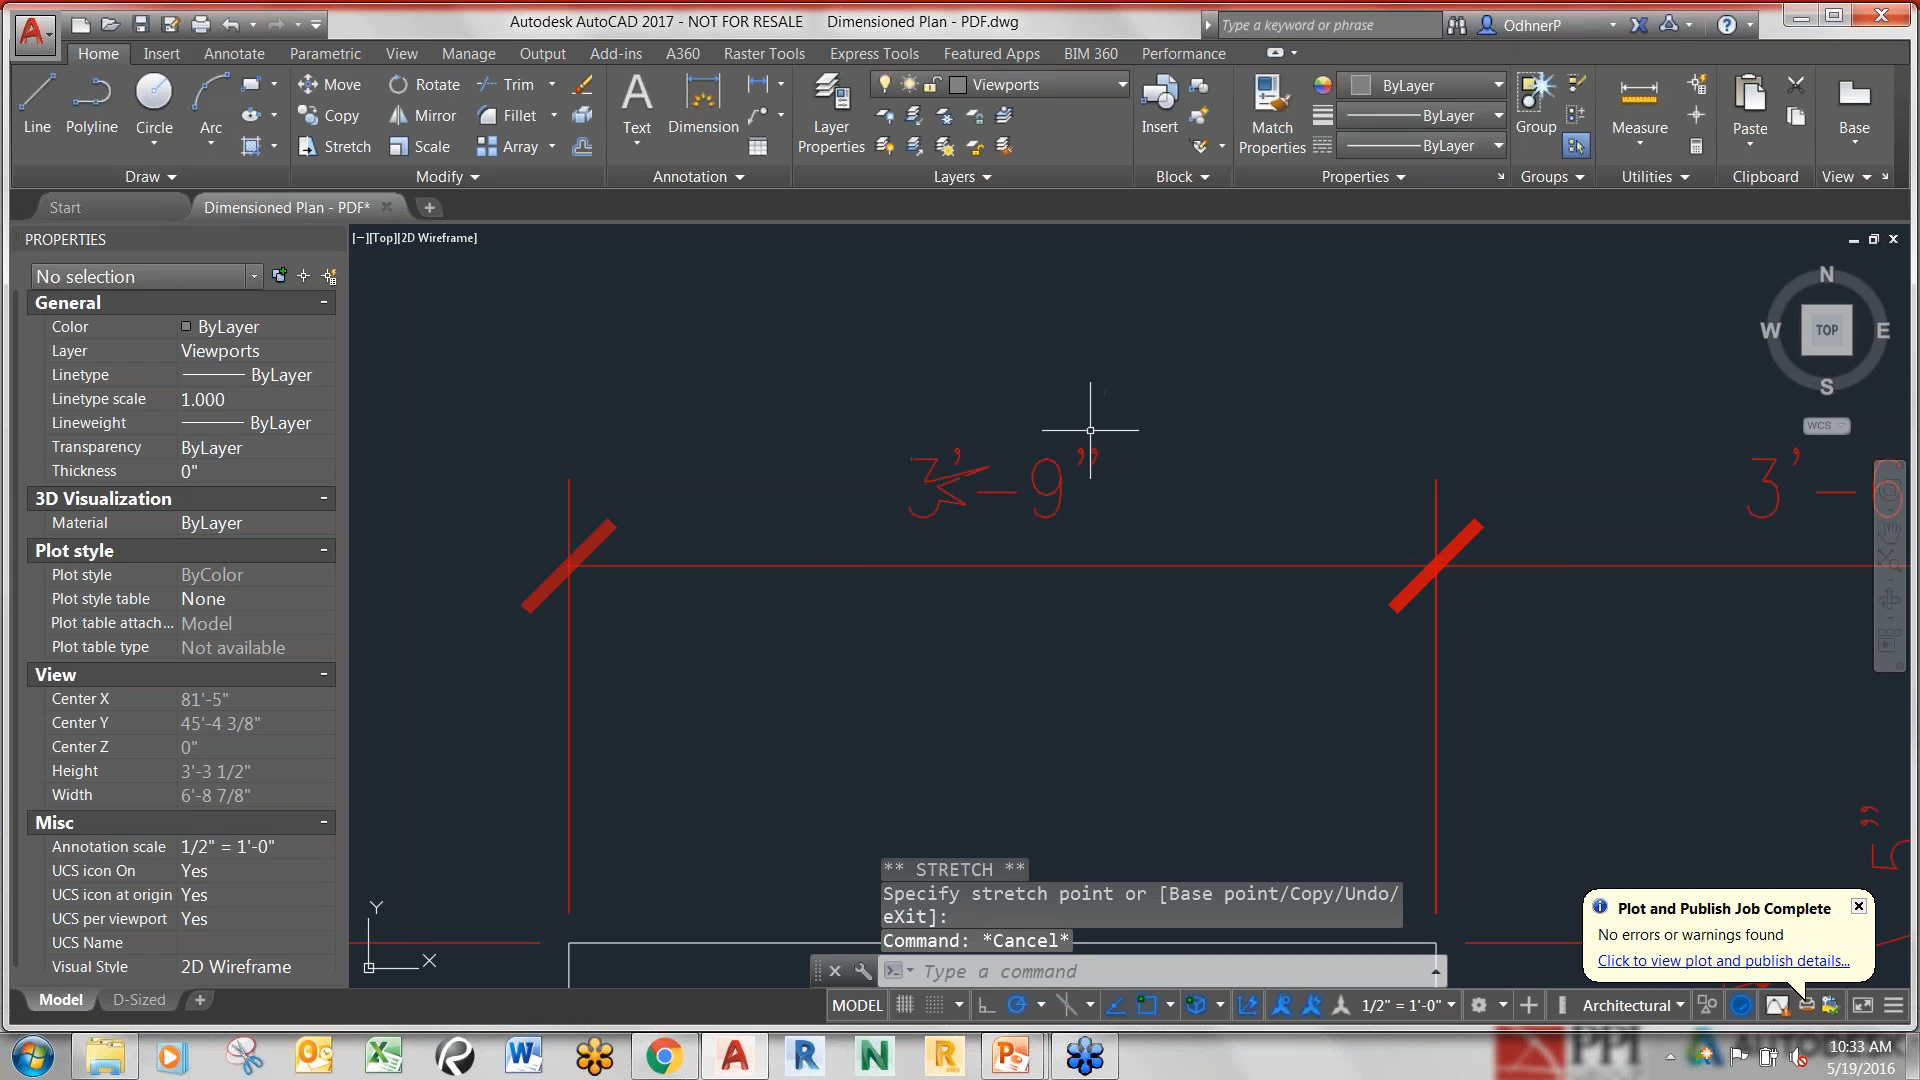 Autodesk AutoCAD 2017 - NOT FOR RESALE Dimensioned Plan - PDF.dwg
Type a keyword or phrase
OdhnerP
Home Insert Annotate Parametric View Manage Output Add-ins A360 Raster Tools Express Tools Featured Apps BIM 360 Performance
Line Polyline Circle Arc
Move Rotate Trim
Copy Mirror Fillet
Stretch Scale Array
Text Dimension
Layer Properties
Viewports
Insert
Match Properties
ByLayer
ByLayer
ByLayer
Group
Measure
Paste
Base
Draw Modify Annotation Layers Block Properties Groups Utilities Clipboard View
Start Dimensioned Plan - PDF*
PROPERTIES
No selection
General
Color ByLayer
Layer Viewports
Linetype ByLayer
Linetype scale 1.000
Lineweight ByLayer
Transparency ByLayer
Thickness 0"
3D Visualization
Material ByLayer
Plot style
Plot style ByColor
Plot style table None
Plot table attach... Model
Plot table type Not available
View
Center X 81'-5"
Center Y 45'-4 3/8"
Center Z 0"
Height 3'-3 1/2"
Width 6'-8 7/8"
Misc
Annotation scale 1/2" = 1'-0"
UCS icon On Yes
UCS icon at origin Yes
UCS per viewport Yes
UCS Name
Visual Style 2D Wireframe
[−][Top][2D Wireframe]
N
W TOP E
S
WCS
3'-9"
3'-
5"
Y
X
** STRETCH **
Specify stretch point or [Base point/Copy/Undo/
eXit]:
Command: *Cancel*
Type a command
Plot and Publish Job Complete
No errors or warnings found
Click to view plot and publish details...
Model D-Sized
MODEL 1/2" = 1'-0" Architectural
PPI
10:33 AM
5/19/2016